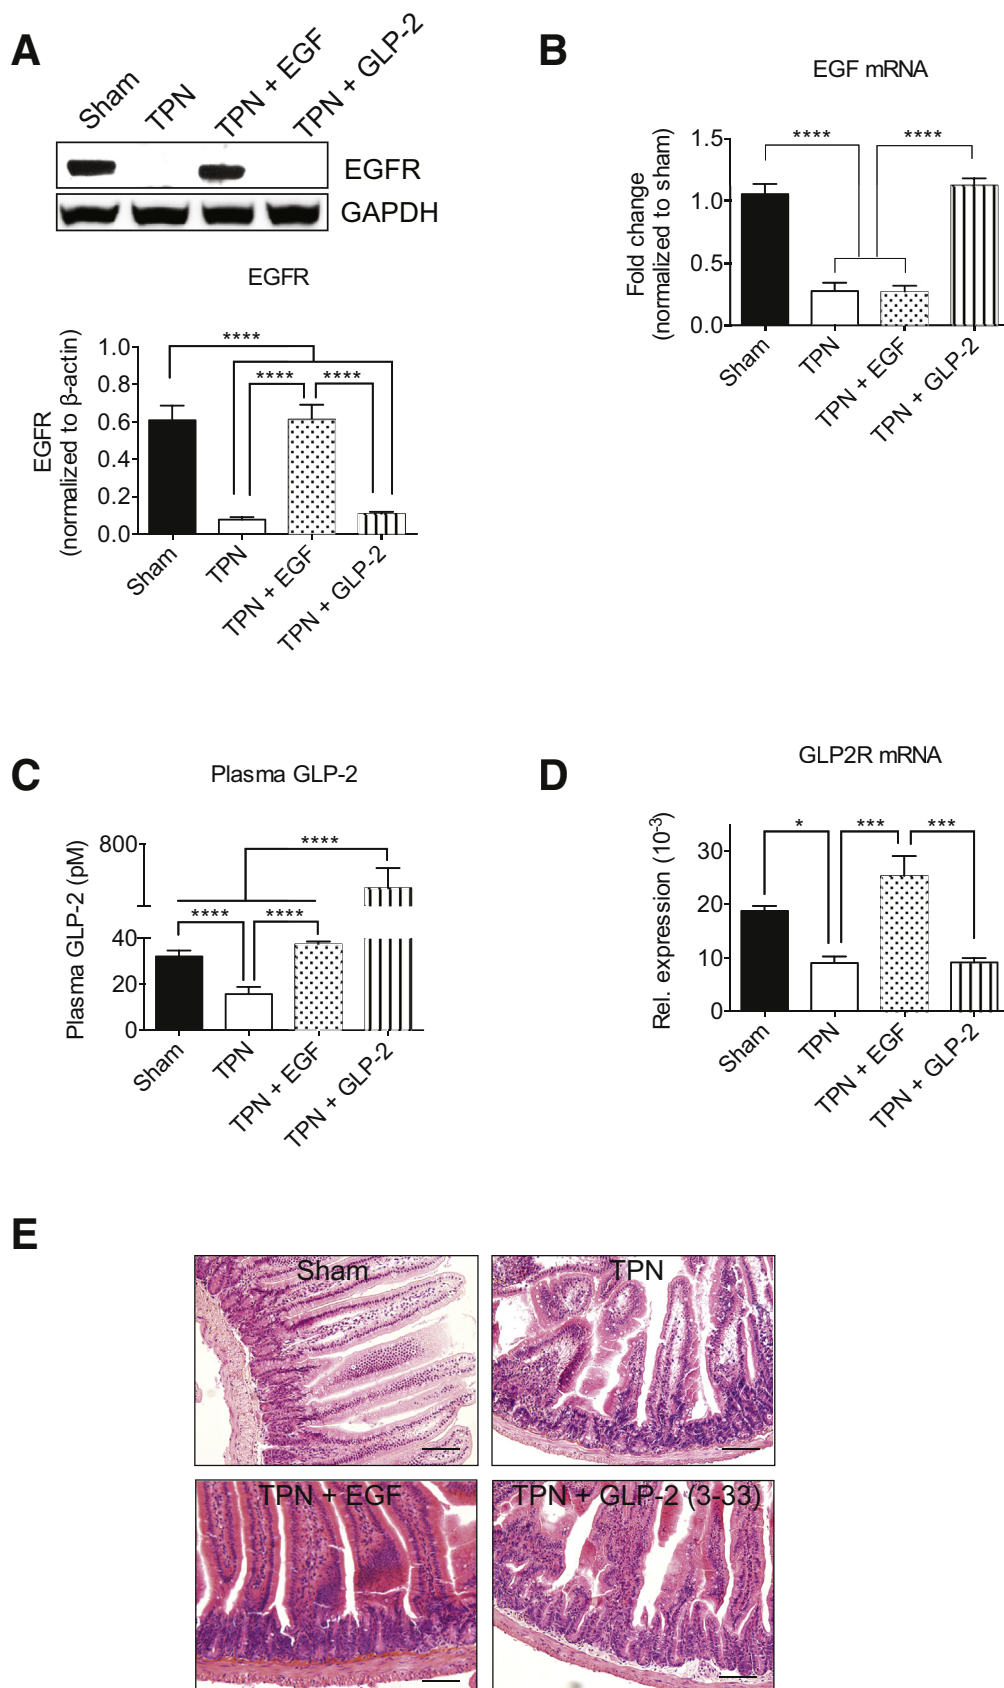 A
Sham
TPN
TPN + EGF
TPN + GLP-2
EGFR
GAPDH
EGFR
EGFR
(normalized to β-actin)
1.0
0.8
0.6
0.4
0.2
0.0
****
****
****
Sham
TPN
TPN + EGF
TPN + GLP-2
B
EGF mRNA
Fold change
(normalized to sham)
1.5
1.0
0.5
0.0
****
****
Sham
TPN
TPN + EGF
TPN + GLP-2
C
Plasma GLP-2
Plasma GLP-2 (pM)
800
40
20
0
****
****
****
Sham
TPN
TPN + EGF
TPN + GLP-2
D
GLP2R mRNA
Rel. expression (10⁻³)
30
20
10
0
*
***
***
Sham
TPN
TPN + EGF
TPN + GLP-2
E
Sham
TPN
TPN + EGF
TPN + GLP-2 (3-33)